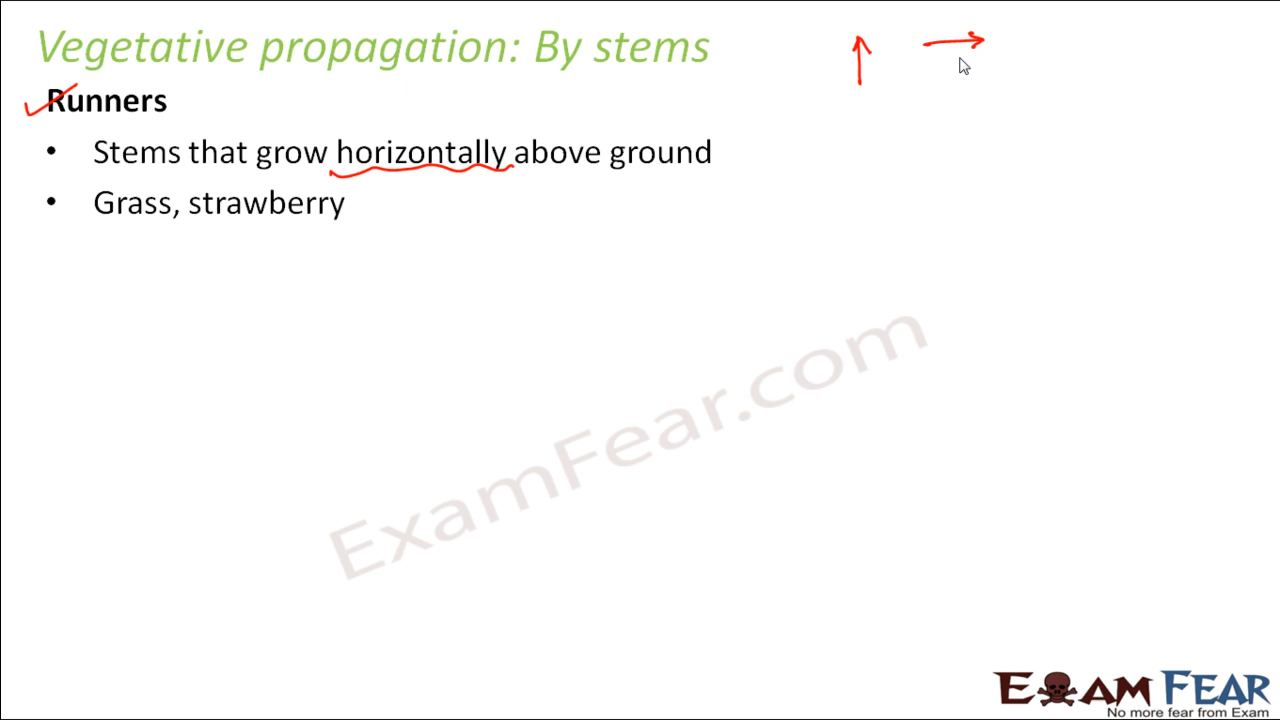 Vegetative propagation: By stems
Runners
• Stems that grow horizontally above ground
• Grass, strawberry
ExamFear.com
EXAM FEAR
No more fear from Exam